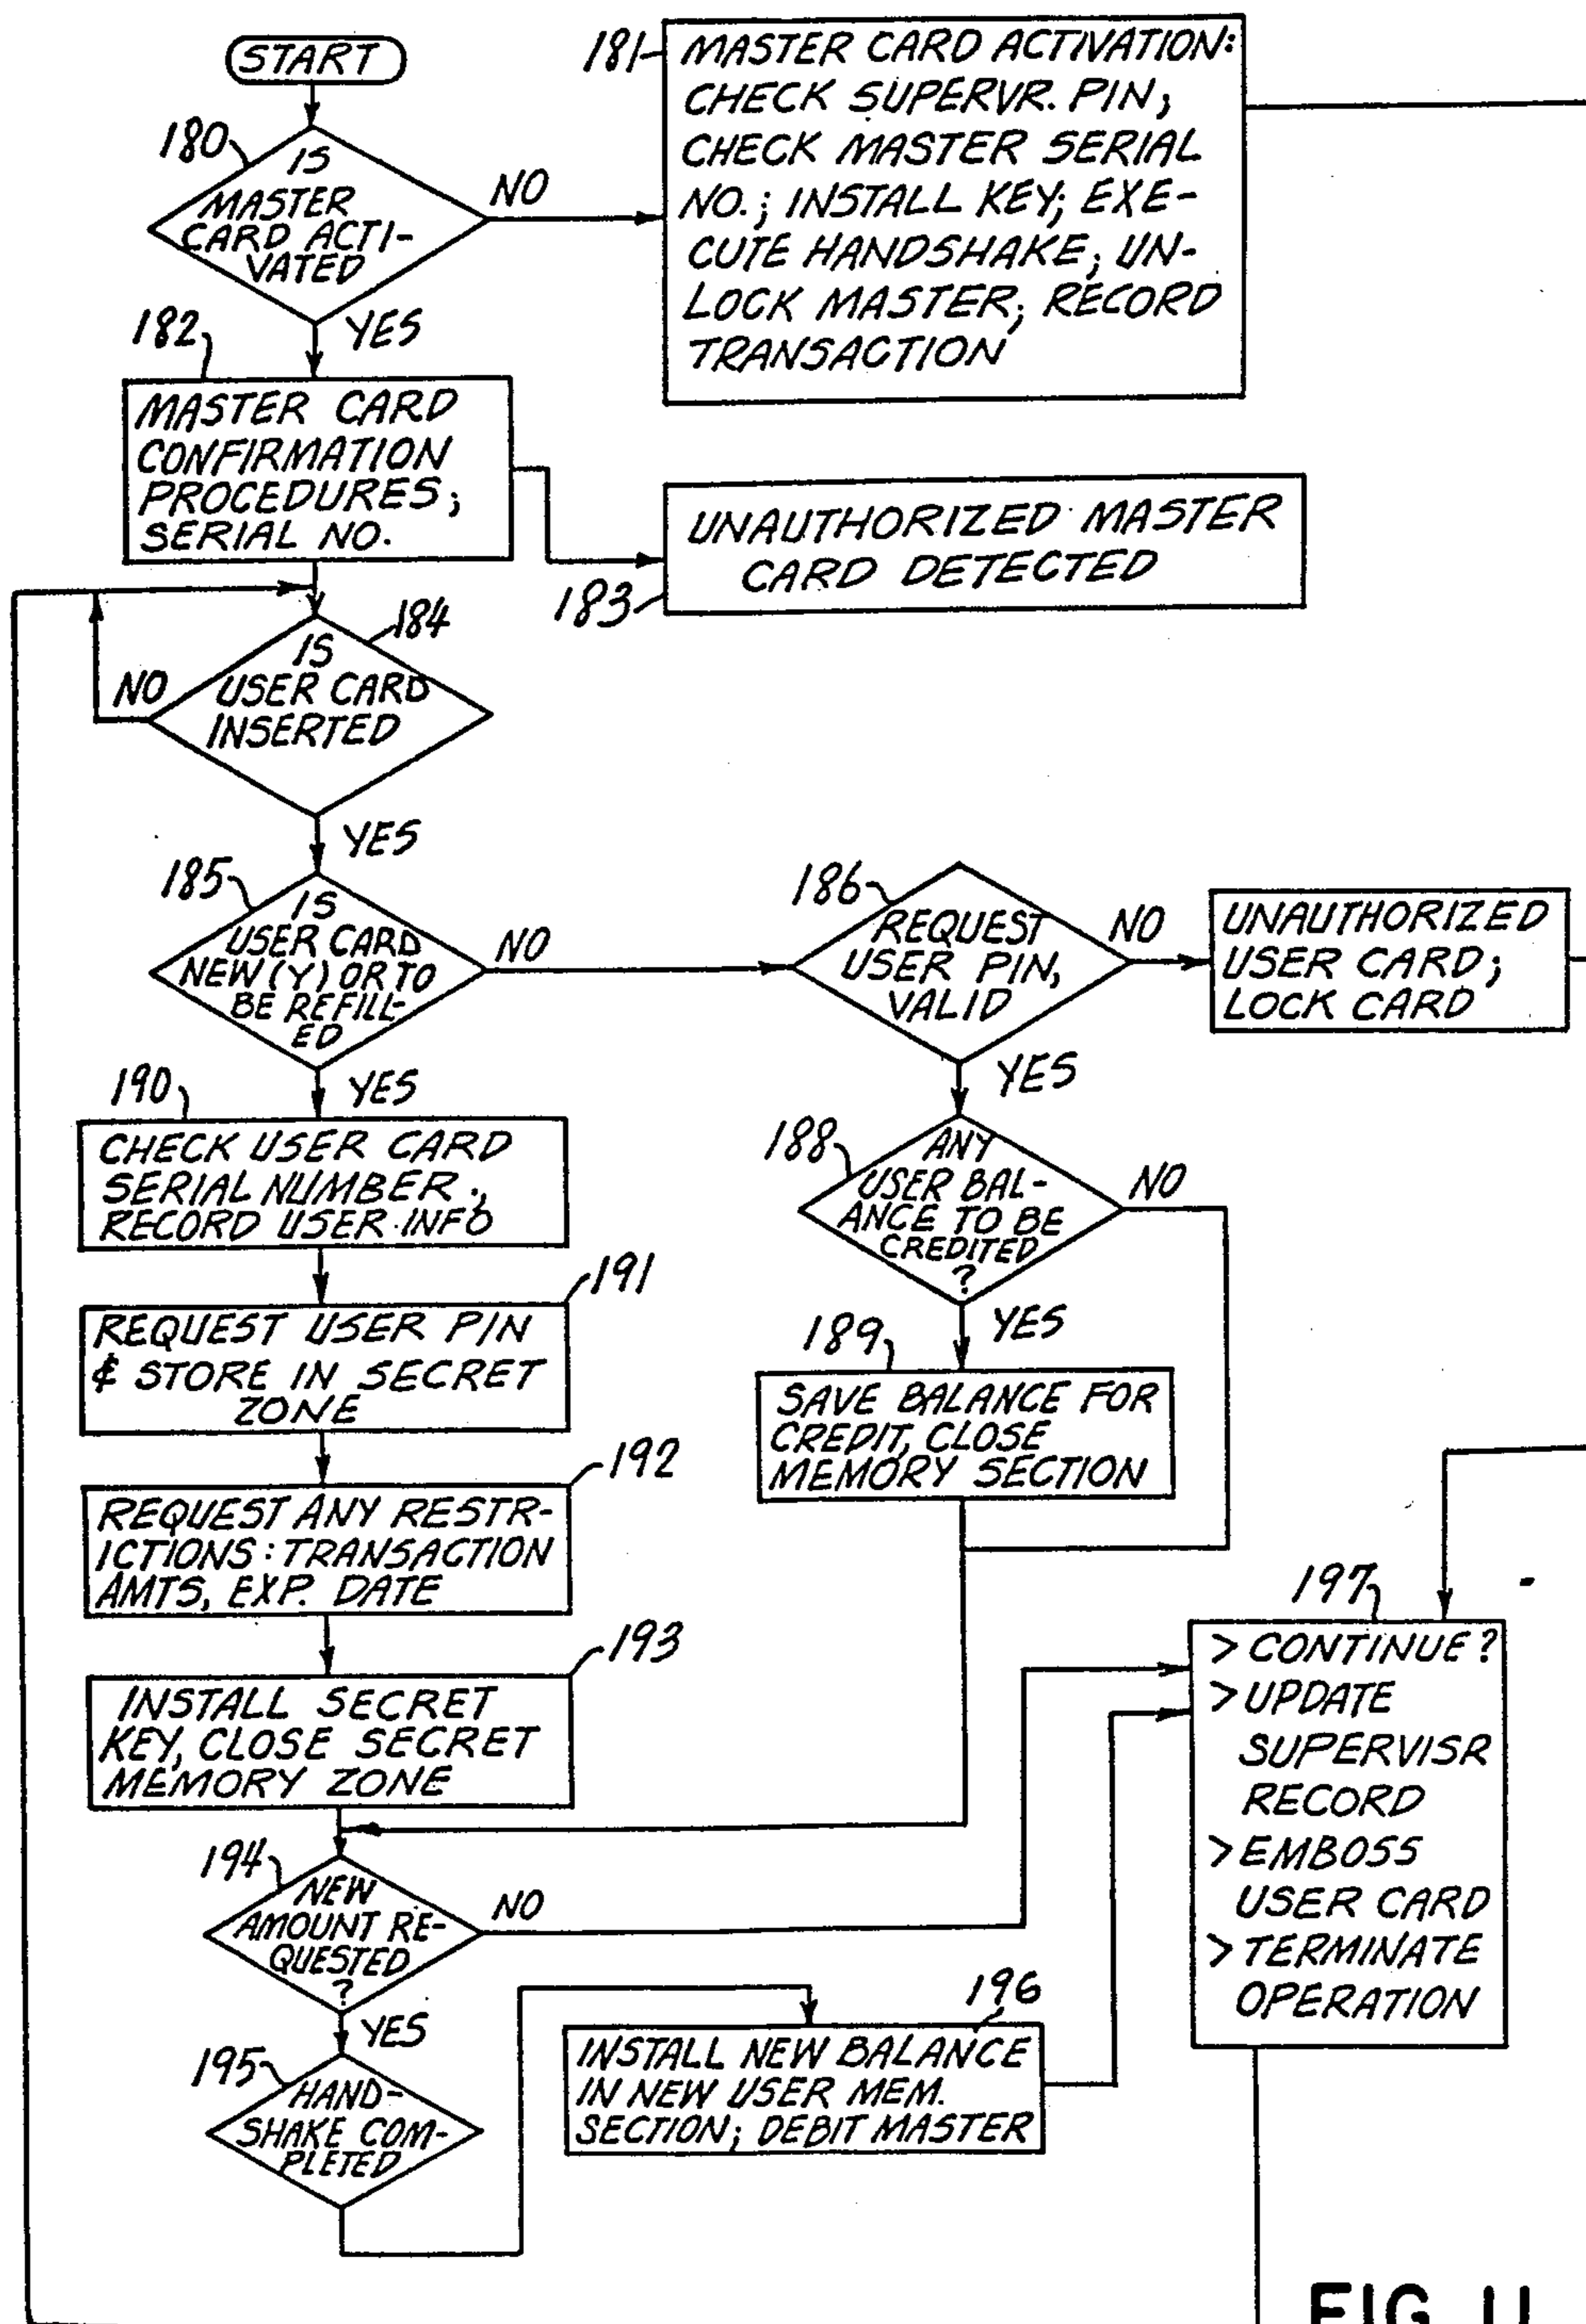 START
180
IS
MASTER
CARD ACTI-
VATED
NO
YES
181
MASTER CARD ACTIVATION:
CHECK SUPERVR. PIN,
CHECK MASTER SERIAL
NO.; INSTALL KEY; EXE-
CUTE HANDSHAKE; UN-
LOCK MASTER; RECORD
TRANSACTION
182
MASTER CARD
CONFIRMATION
PROCEDURES;
SERIAL NO.
UNAUTHORIZED MASTER
CARD DETECTED
183
184
IS
USER CARD
INSERTED
NO
YES
185
IS
USER CARD
NEW (Y) OR TO
BE REFILL-
ED
NO
YES
186
REQUEST
USER PIN,
VALID
NO
YES
UNAUTHORIZED
USER CARD;
LOCK CARD
188
ANY
USER BAL-
ANCE TO BE
CREDITED
?
NO
YES
189
SAVE BALANCE FOR
CREDIT, CLOSE
MEMORY SECTION
190
CHECK USER CARD
SERIAL NUMBER;
RECORD USER INFO
191
REQUEST USER PIN
& STORE IN SECRET
ZONE
192
REQUEST ANY RESTR-
ICTIONS: TRANSACTION
AMTS, EXP. DATE
193
INSTALL SECRET
KEY, CLOSE SECRET
MEMORY ZONE
194
NEW
AMOUNT RE-
QUESTED
?
NO
YES
195
HAND-
SHAKE COM-
PLETED
196
INSTALL NEW BALANCE
IN NEW USER MEM.
SECTION; DEBIT MASTER
197
> CONTINUE?
> UPDATE
SUPERVISR
RECORD
> EMBOSS
USER CARD
> TERMINATE
OPERATION
FIG. 11